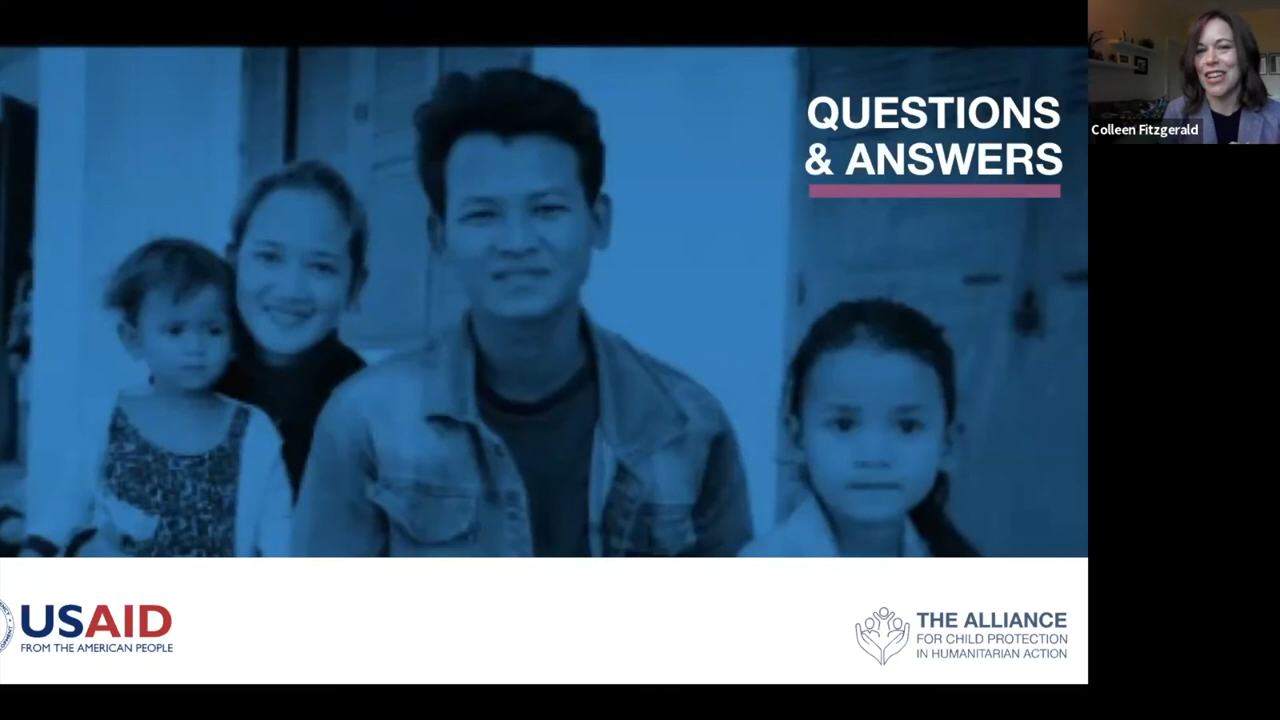 QUESTIONS
& ANSWERS
Colleen Fitzgerald
USAID
FROM THE AMERICAN PEOPLE
THE ALLIANCE
FOR CHILD PROTECTION
IN HUMANITARIAN ACTION